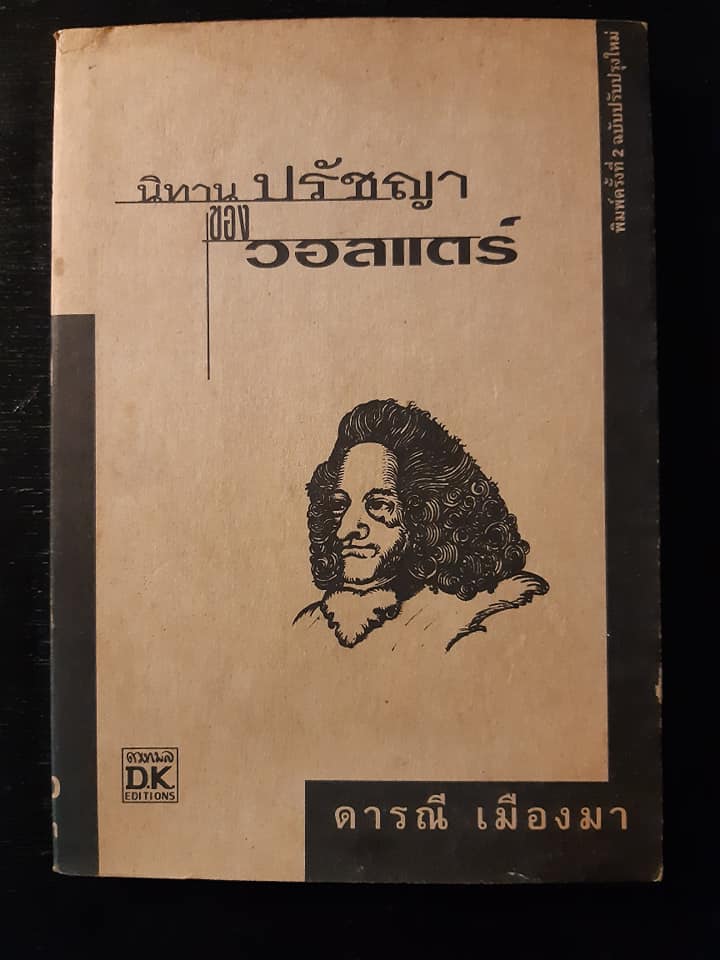 นิทาน ปรัชญา
ของ
วอลแตร์
พิมพ์ครั้งที่ 2 ฉบับปรับปรุงใหม่
ดวงกมล
D.K.
EDITIONS
ดารณี เมืองมา